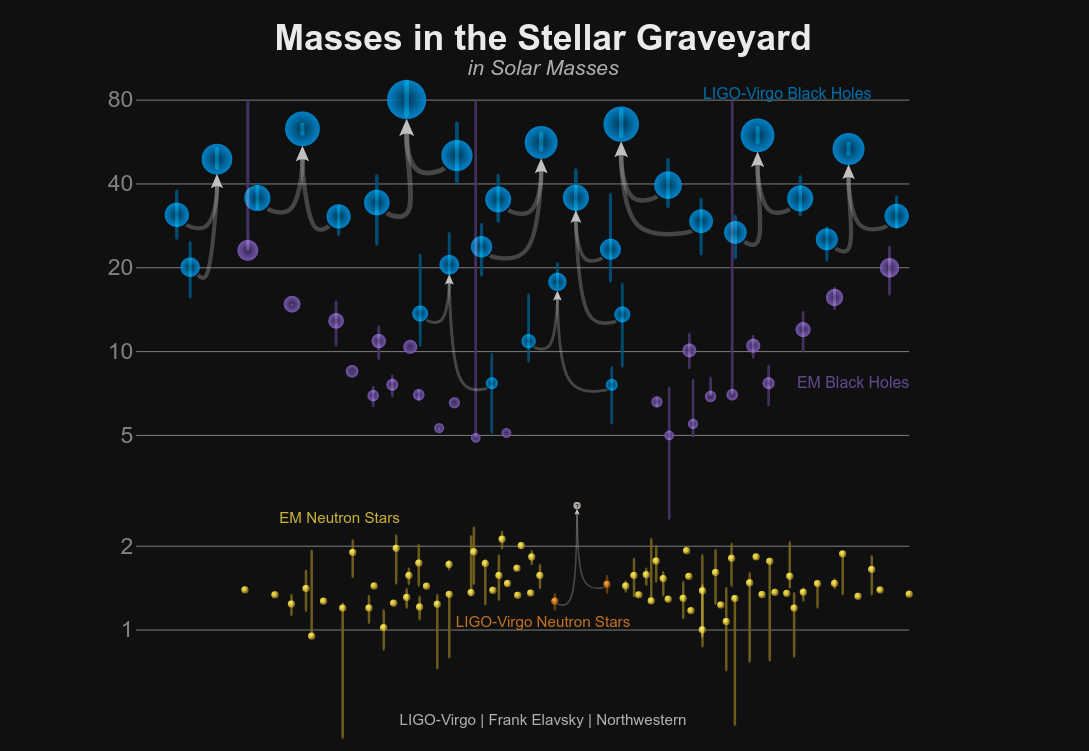 Masses in the Stellar Graveyard
in Solar Masses
80
LIGO-Virgo Black Holes
40
20
10
EM Black Holes
5
EM Neutron Stars
2
LIGO-Virgo Neutron Stars
1
LIGO-Virgo | Frank Elavsky | Northwestern